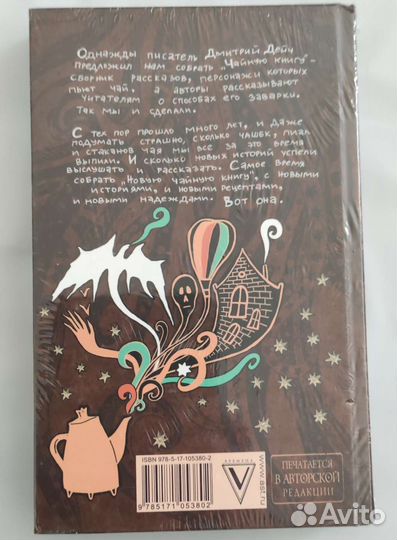 Однажды писатель Дмитрий Дейч
предложил нам собрать „Чайную книгу" –
сборник рассказов, персонажи которых
пьют чай, а авторы рассказывают
читателям о способах его заварки.
Так мы и сделали.
С тех пор прошло много лет, и даже
подумать страшно, сколько чашек, пиал
и стаканов чая мы все за это время
выпили. И сколько новых историй успели
выслушать и рассказать. Самое время
собрать „Новую чайную книгу", с новыми
историями, и новыми рецептами,
и новыми надеждами. Вот она.
ISBN 978-5-17-105380-2
9 785171 053802
ВРЕМЕНА
www.ast.ru
ПЕЧАТАЕТСЯ
В АВТОРСКОЙ
РЕДАКЦИИ
Avito